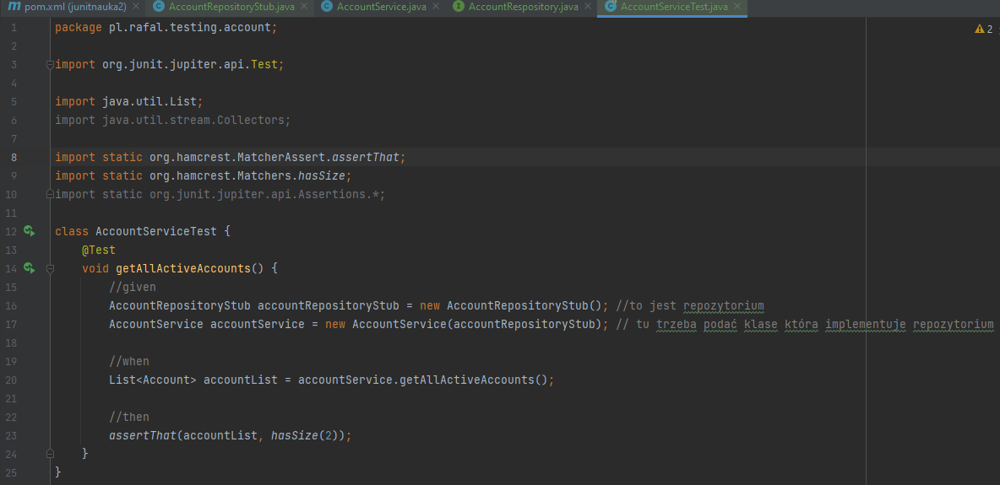 pom.xml (junitnauka2) AccountRepositoryStub.java AccountService.java AccountRespository.java AccountServiceTest.java
1 package pl.rafal.testing.account; 2
2
3 import org.junit.jupiter.api.Test;
4
5 import java.util.List;
6 import java.util.stream.Collectors;
7
8 import static org.hamcrest.MatcherAssert.assertThat;
9 import static org.hamcrest.Matchers.hasSize;
10 import static org.junit.jupiter.api.Assertions.*;
11
12 class AccountServiceTest {
13 @Test
14 void getAllActiveAccounts() {
15 //given
16 AccountRepositoryStub accountRepositoryStub = new AccountRepositoryStub(); //to jest repozytorium
17 AccountService accountService = new AccountService(accountRepositoryStub); // tu trzeba podać klase która implementuje repozytorium
18
19 //when
20 List<Account> accountList = accountService.getAllActiveAccounts();
21
22 //then
23 assertThat(accountList, hasSize(2));
24 }
25 }